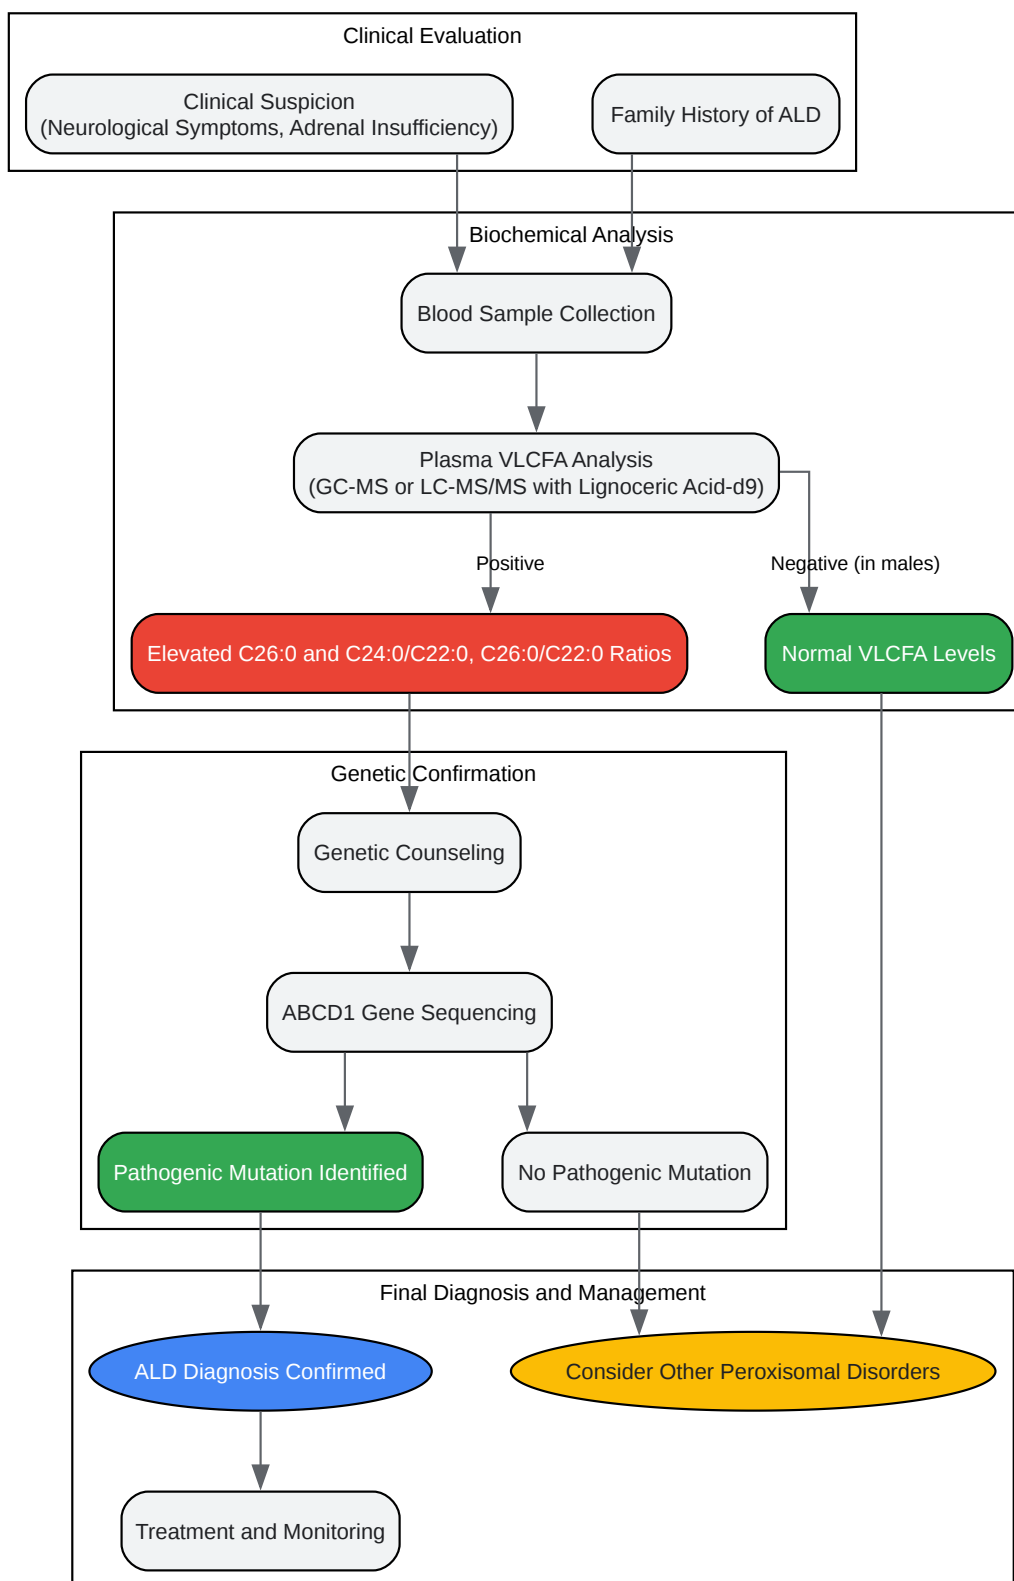 Clinical Evaluation
Clinical Suspicion
(Neurological Symptoms, Adrenal Insufficiency)
Family History of ALD
Biochemical Analysis
Blood Sample Collection
Plasma VLCFA Analysis
(GC-MS or LC-MS/MS with Lignoceric Acid-d9)
Positive
Negative (in males)
Elevated C26:0 and C24:0/C22:0, C26:0/C22:0 Ratios
Normal VLCFA Levels
Genetic Confirmation
Genetic Counseling
ABCD1 Gene Sequencing
Pathogenic Mutation Identified
No Pathogenic Mutation
Final Diagnosis and Management
ALD Diagnosis Confirmed
Consider Other Peroxisomal Disorders
Treatment and Monitoring